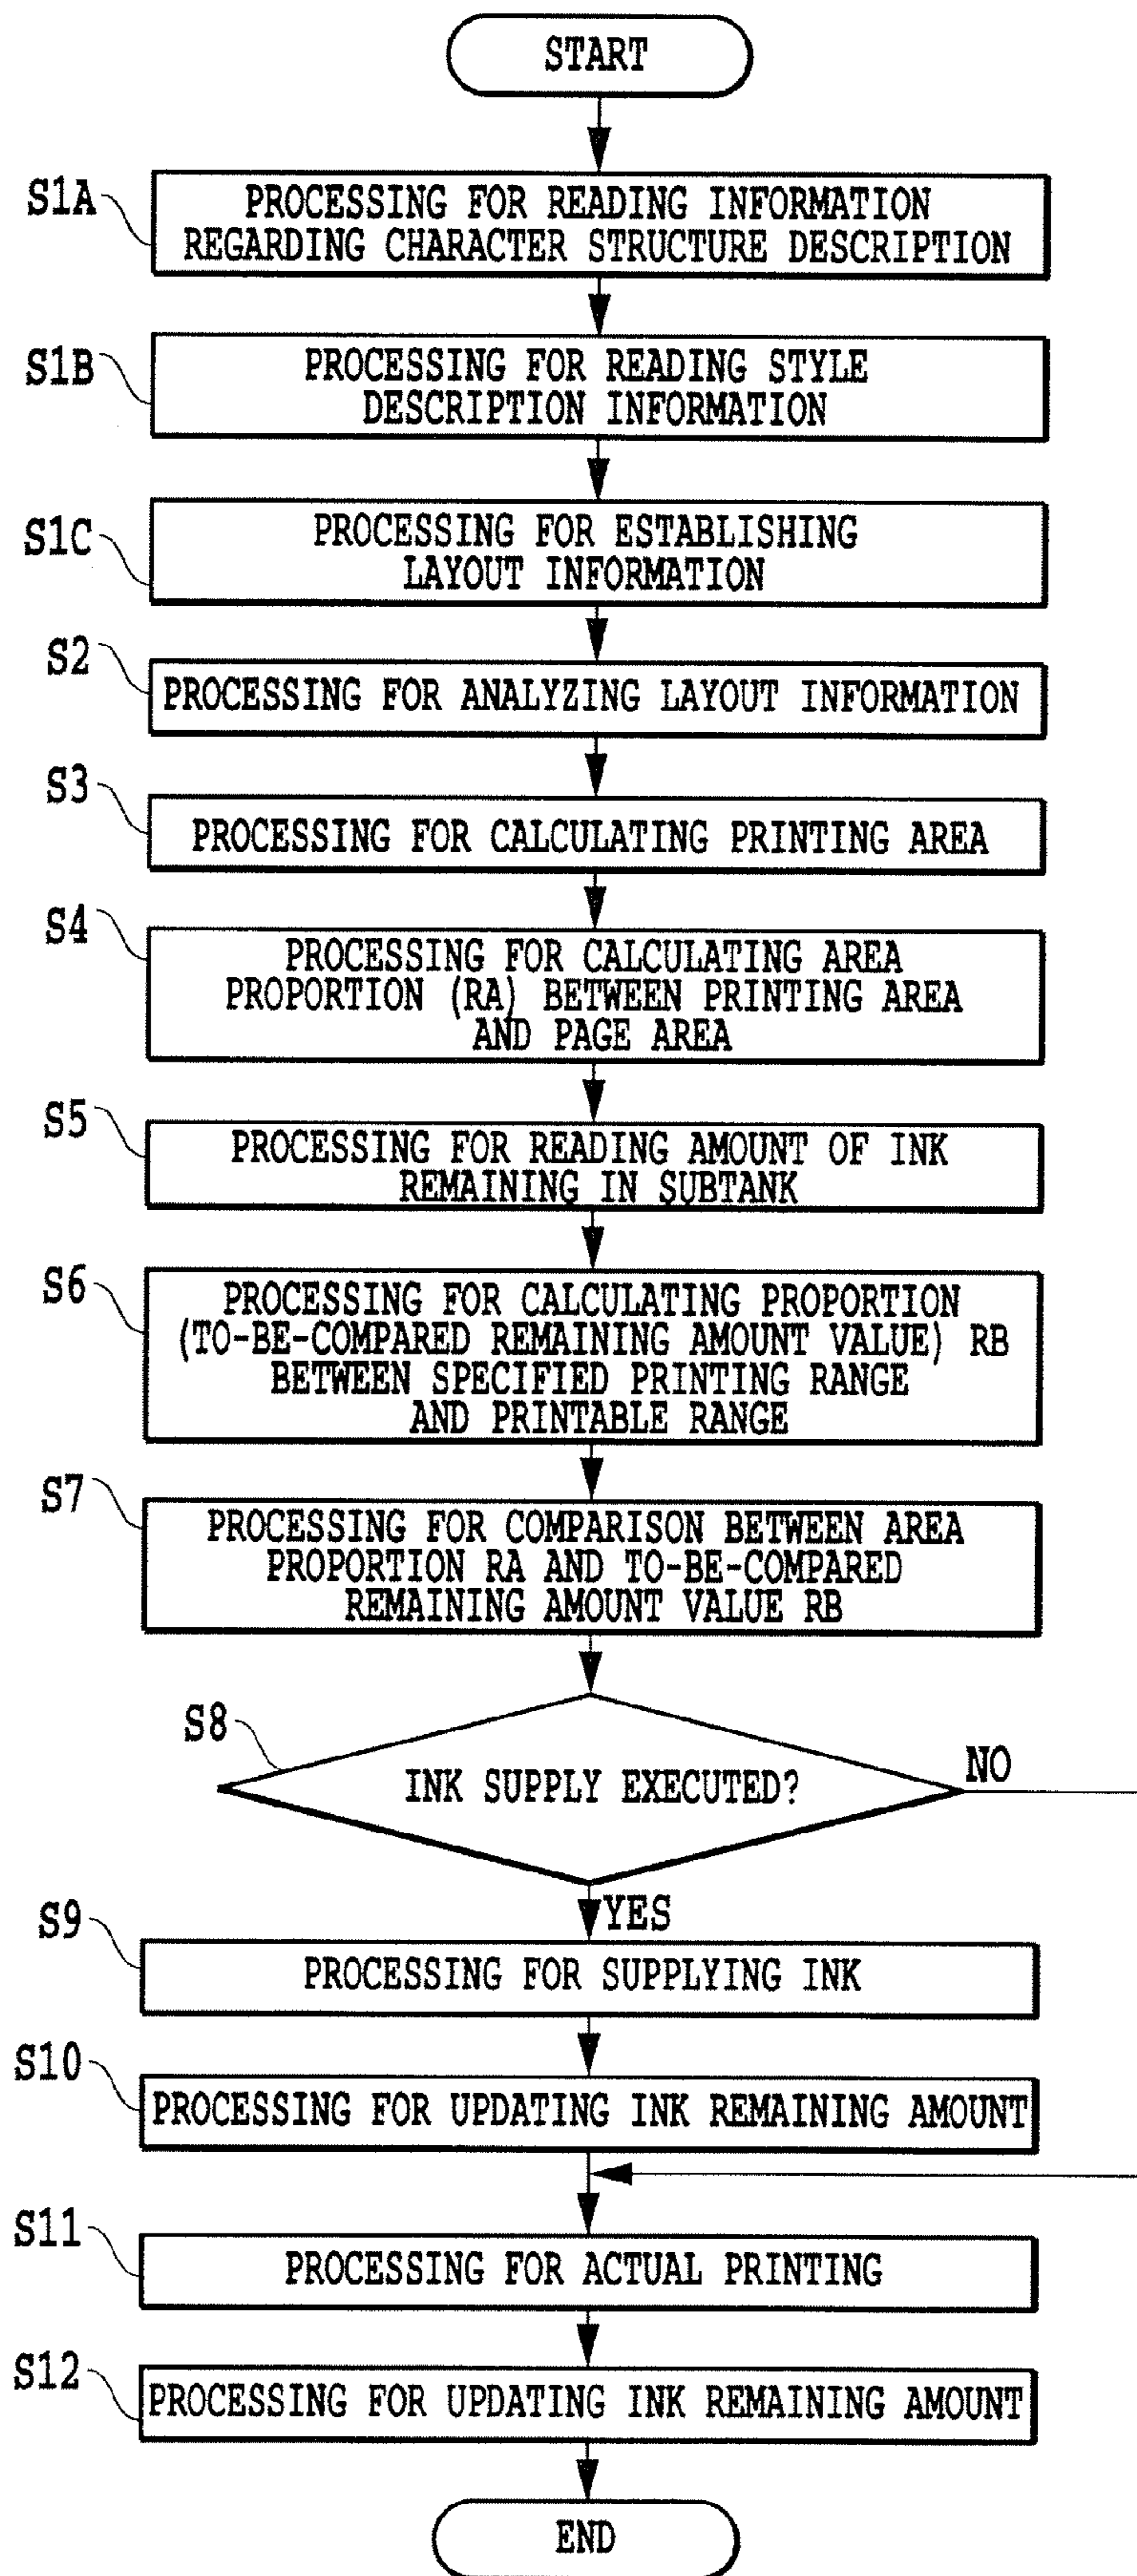 START
S1A
PROCESSING FOR READING INFORMATION
REGARDING CHARACTER STRUCTURE DESCRIPTION
S1B
PROCESSING FOR READING STYLE
DESCRIPTION INFORMATION
S1C
PROCESSING FOR ESTABLISHING
LAYOUT INFORMATION
S2
PROCESSING FOR ANALYZING LAYOUT INFORMATION
S3
PROCESSING FOR CALCULATING PRINTING AREA
S4
PROCESSING FOR CALCULATING AREA
PROPORTION (RA) BETWEEN PRINTING AREA
AND PAGE AREA
S5
PROCESSING FOR READING AMOUNT OF INK
REMAINING IN SUBTANK
S6
PROCESSING FOR CALCULATING PROPORTION
(TO-BE-COMPARED REMAINING AMOUNT VALUE) RB
BETWEEN SPECIFIED PRINTING RANGE
AND PRINTABLE RANGE
S7
PROCESSING FOR COMPARISON BETWEEN AREA
PROPORTION RA AND TO-BE-COMPARED
REMAINING AMOUNT VALUE RB
S8
INK SUPPLY EXECUTED?
NO
YES
S9
PROCESSING FOR SUPPLYING INK
S10
PROCESSING FOR UPDATING INK REMAINING AMOUNT
S11
PROCESSING FOR ACTUAL PRINTING
S12
PROCESSING FOR UPDATING INK REMAINING AMOUNT
END